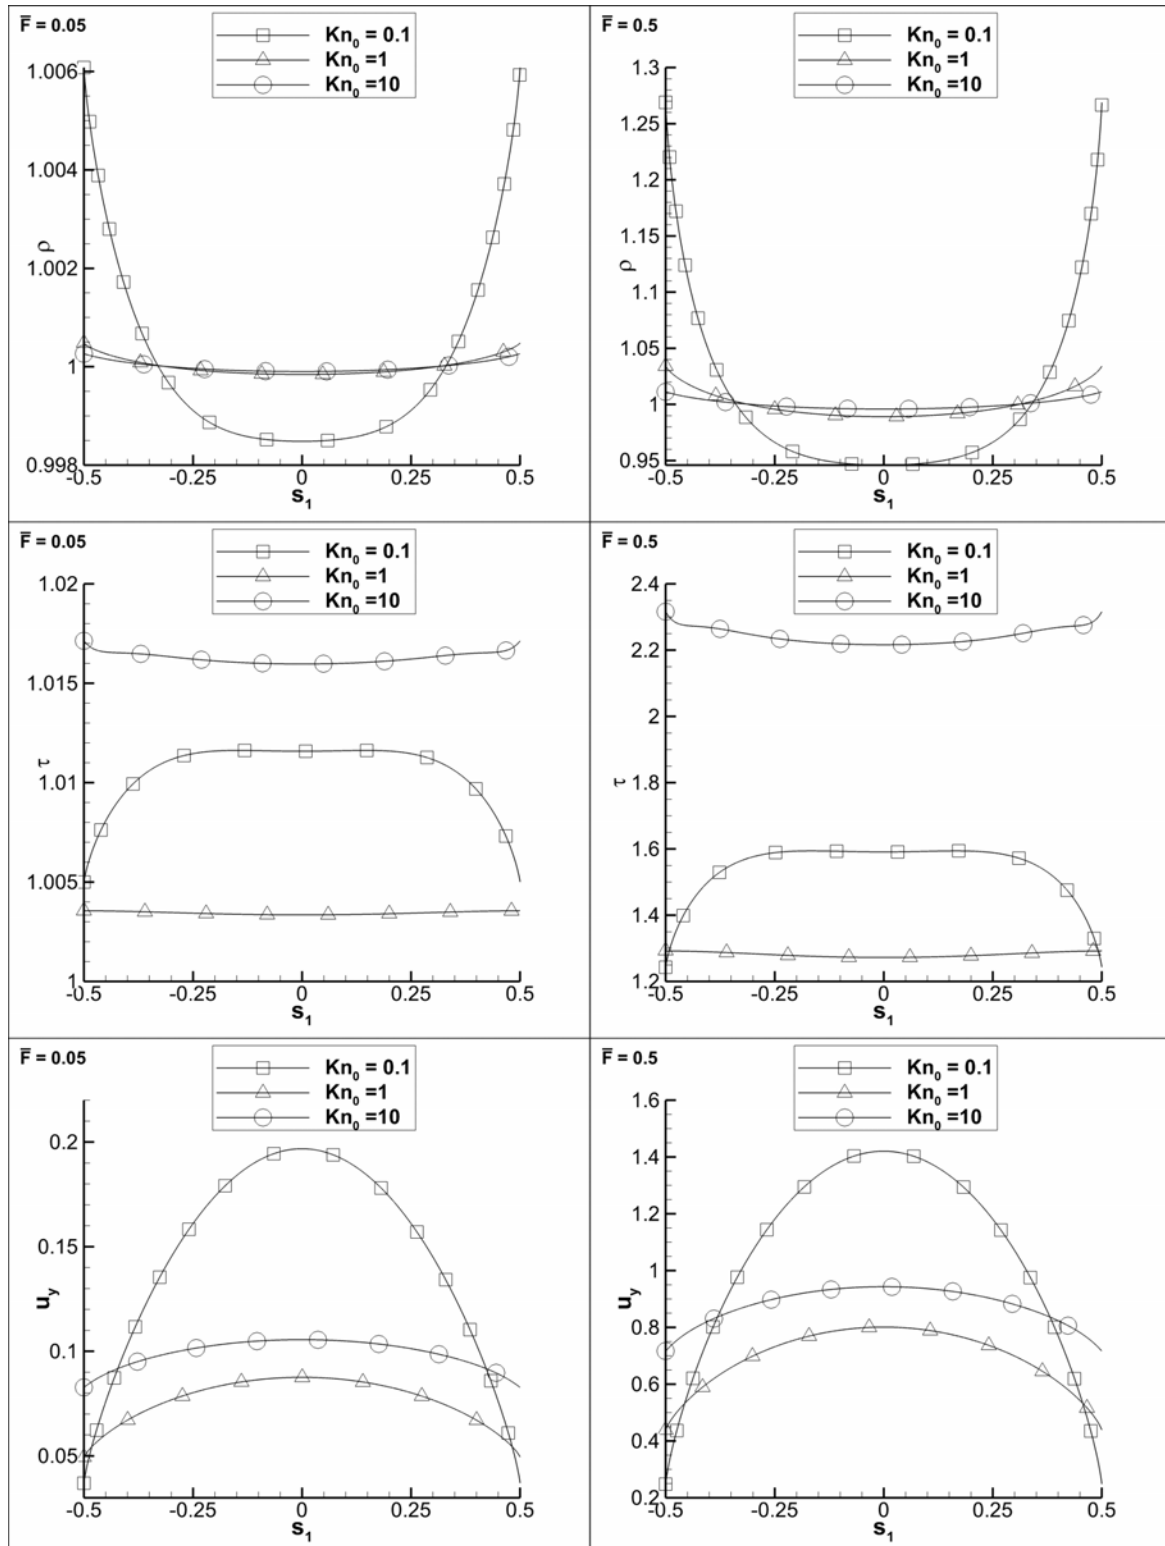 F̅ = 0.05
Kn₀ = 0.1
Kn₀ =1
Kn₀ =10
1.006
1.004
1.002
1
0.998
ρ
-0.5 -0.25 0 0.25 0.5
s₁
F̅ = 0.5
Kn₀ = 0.1
Kn₀ =1
Kn₀ =10
1.3
1.25
1.2
1.15
1.1
1.05
1
0.95
ρ
-0.5 -0.25 0 0.25 0.5
s₁
F̅ = 0.05
Kn₀ = 0.1
Kn₀ =1
Kn₀ =10
1.02
1.015
1.01
1.005
1
τ
-0.5 -0.25 0 0.25 0.5
s₁
F̅ = 0.5
Kn₀ = 0.1
Kn₀ =1
Kn₀ =10
2.4
2.2
2
1.8
1.6
1.4
1.2
τ
-0.5 -0.25 0 0.25 0.5
s₁
F̅ = 0.05
Kn₀ = 0.1
Kn₀ =1
Kn₀ =10
0.2
0.15
0.1
0.05
u_y
-0.5 -0.25 0 0.25 0.5
s₁
F̅ = 0.5
Kn₀ = 0.1
Kn₀ =1
Kn₀ =10
1.6
1.4
1.2
1
0.8
0.6
0.4
0.2
u_y
-0.5 -0.25 0 0.25 0.5
s₁